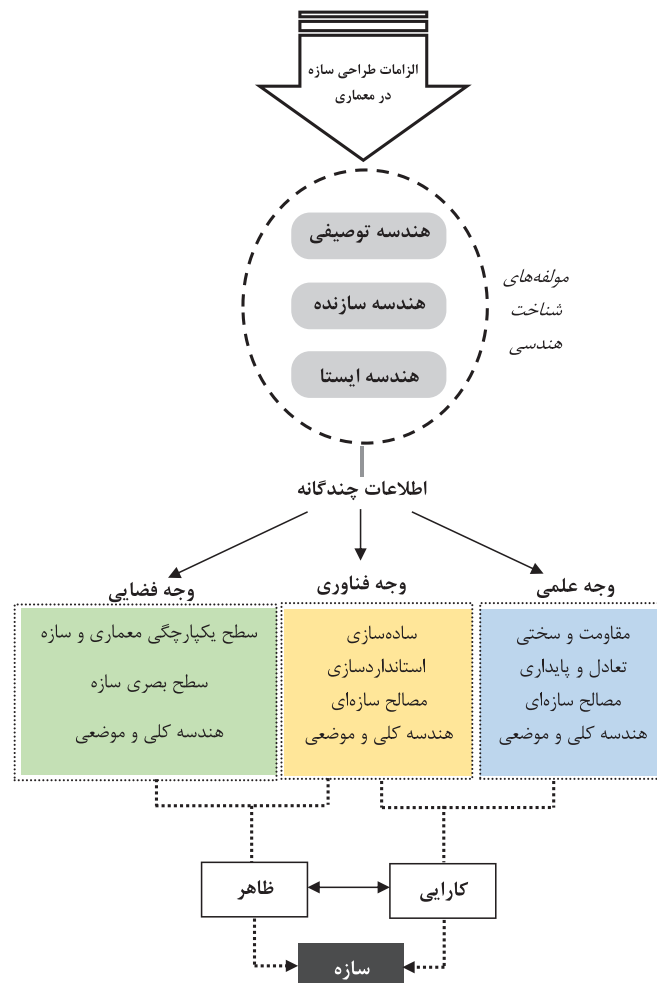 الزامات طراحی سازه
در معماری
هندسه توصیفی
هندسه سازنده
هندسه ایستا
مولفه‌های
شناخت
هندسی
اطلاعات چندگانه
وجه علمی
مقاومت و سختی
تعادل و پایداری
مصالح سازه‌ای
هندسه کلی و موضعی
وجه فناوری
ساده‌سازی
استانداردسازی
مصالح سازه‌ای
هندسه کلی و موضعی
وجه فضایی
سطح یکپارچگی معماری و سازه
سطح بصری سازه
هندسه کلی و موضعی
کارایی
ظاهر
سازه